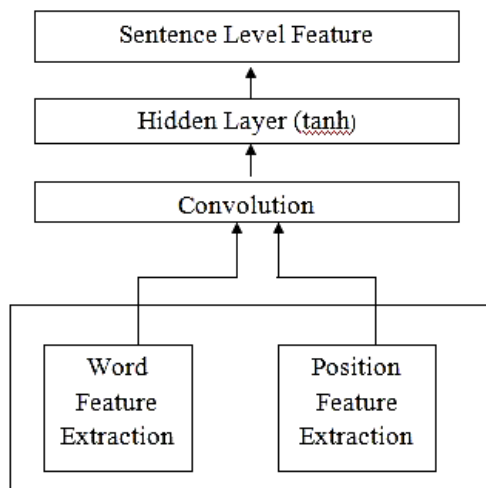 Sentence Level Feature
Hidden Layer (tanh)
Convolution
Word
Feature
Extraction
Position
Feature
Extraction